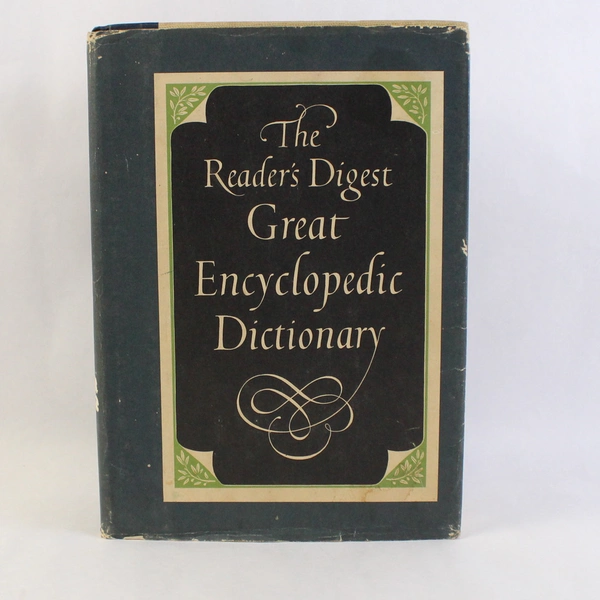 The
Reader's Digest
Great
Encyclopedic
Dictionary